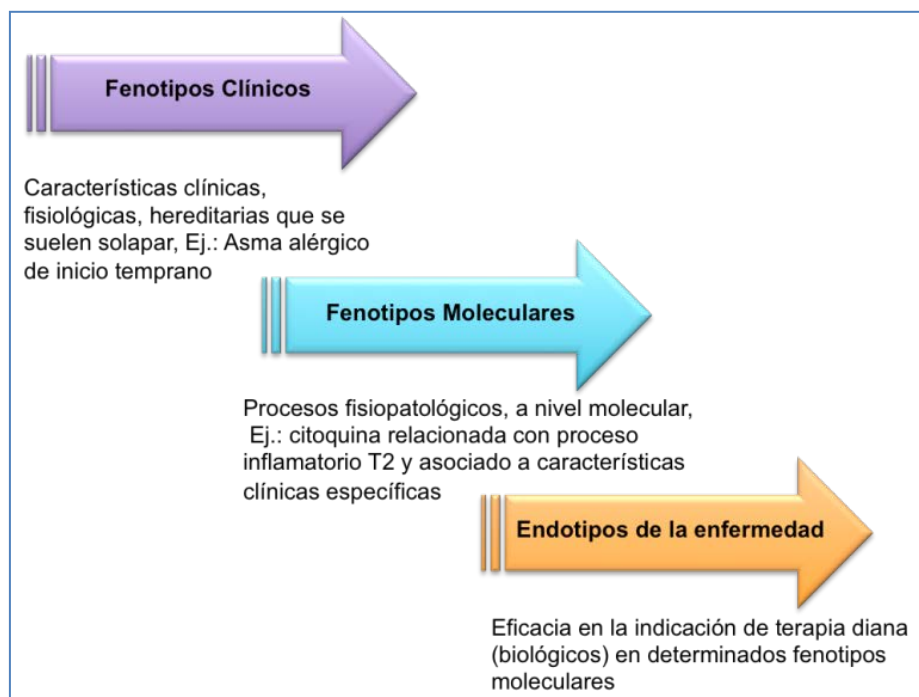 Fenotipos Clínicos
Características clínicas,
fisiológicas, hereditarias que se
suelen solapar, Ej.: Asma alérgico
de inicio temprano
Fenotipos Moleculares
Procesos fisiopatológicos, a nivel molecular,
Ej.: citoquina relacionada con proceso
inflamatorio T2 y asociado a características
clínicas específicas
Endotipos de la enfermedad
Eficacia en la indicación de terapia diana
(biológicos) en determinados fenotipos
moleculares